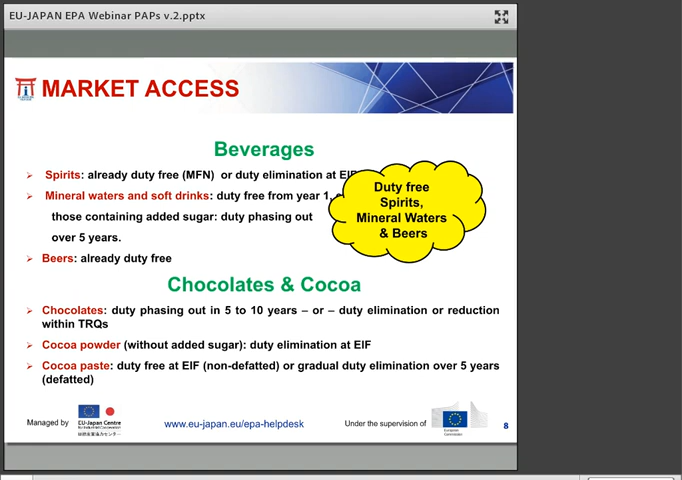 EU-JAPAN EPA Webinar PAPs v.2.pptx
MARKET ACCESS
Beverages
➢ Spirits: already duty free (MFN) or duty elimination at EIF
➢ Mineral waters and soft drinks: duty free from year 1,
those containing added sugar: duty phasing out
over 5 years.
Duty free
Spirits,
Mineral Waters
& Beers
➢ Beers: already duty free
Chocolates & Cocoa
➢ Chocolates: duty phasing out in 5 to 10 years – or – duty elimination or reduction
within TRQs
➢ Cocoa powder (without added sugar): duty elimination at EIF
➢ Cocoa paste: duty free at EIF (non-defatted) or gradual duty elimination over 5 years
(defatted)
Managed by
EU-Japan Centre
www.eu-japan.eu/epa-helpdesk
Under the supervision of
European
Commission
8